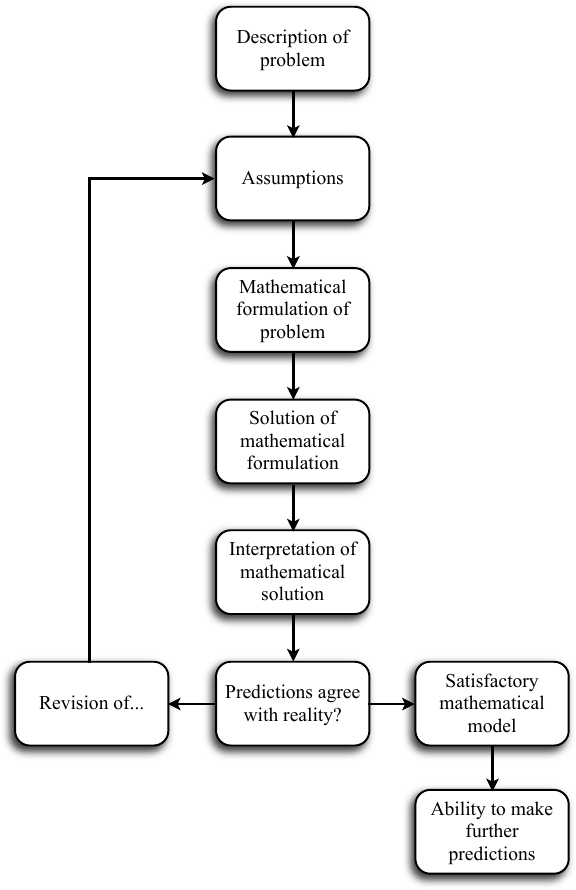 Description of
problem
Assumptions
Mathematical
formulation of
problem
Solution of
mathematical
formulation
Interpretation of
mathematical
solution
Revision of...
Predictions agree
with reality?
Satisfactory
mathematical
model
Ability to make
further
predictions